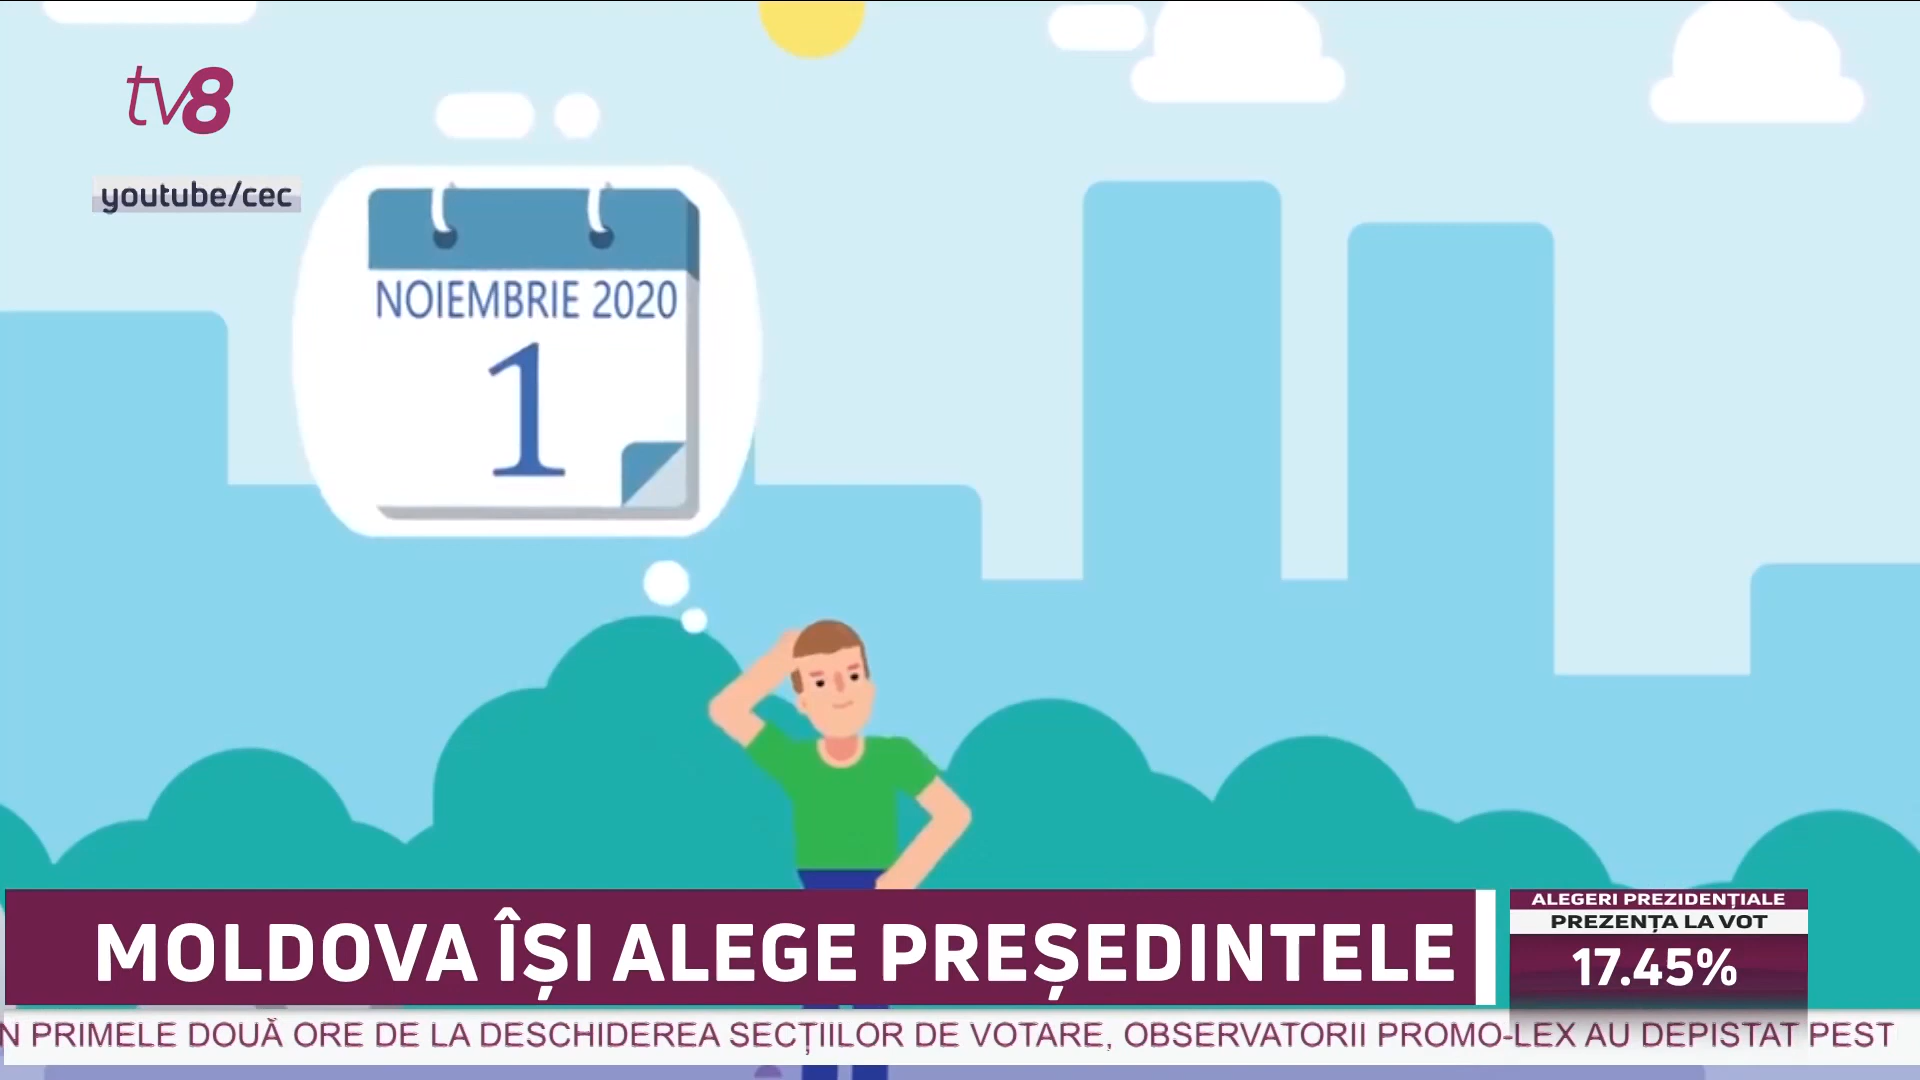 tv8
youtube/cec
NOIEMBRIE 2020
1
MOLDOVA ÎȘI ALEGE PREȘEDINTELE
ALEGERI PREZIDENȚIALE
PREZENȚA LA VOT
17.45%
N PRIMELE DOUĂ ORE DE LA DESCHIDEREA SECȚIILOR DE VOTARE, OBSERVATORII PROMO-LEX AU DEPISTAT PEST